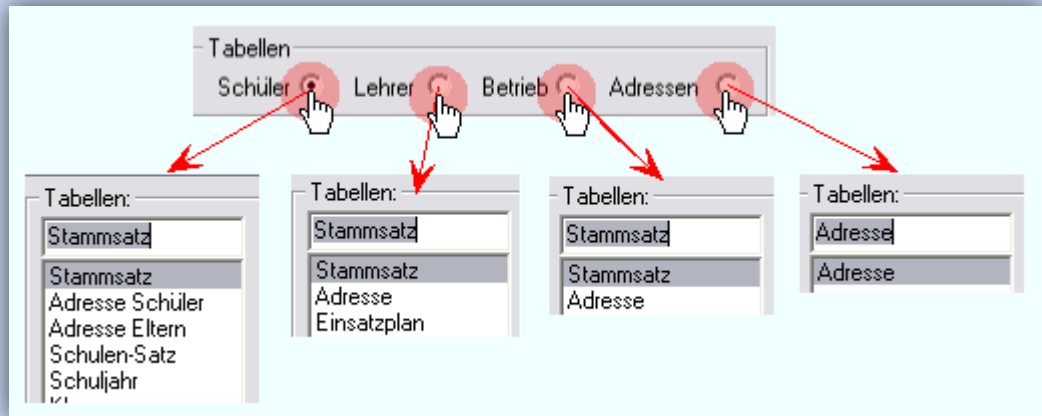 Tabellen
Schüler Lehrer Betrieb Adressen
Tabellen:
Stammsatz
Stammsatz
Adresse Schüler
Adresse Eltern
Schulen-Satz
Schuljahr
Tabellen:
Stammsatz
Stammsatz
Adresse
Einsatzplan
Tabellen:
Stammsatz
Stammsatz
Adresse
Tabellen:
Adresse
Adresse